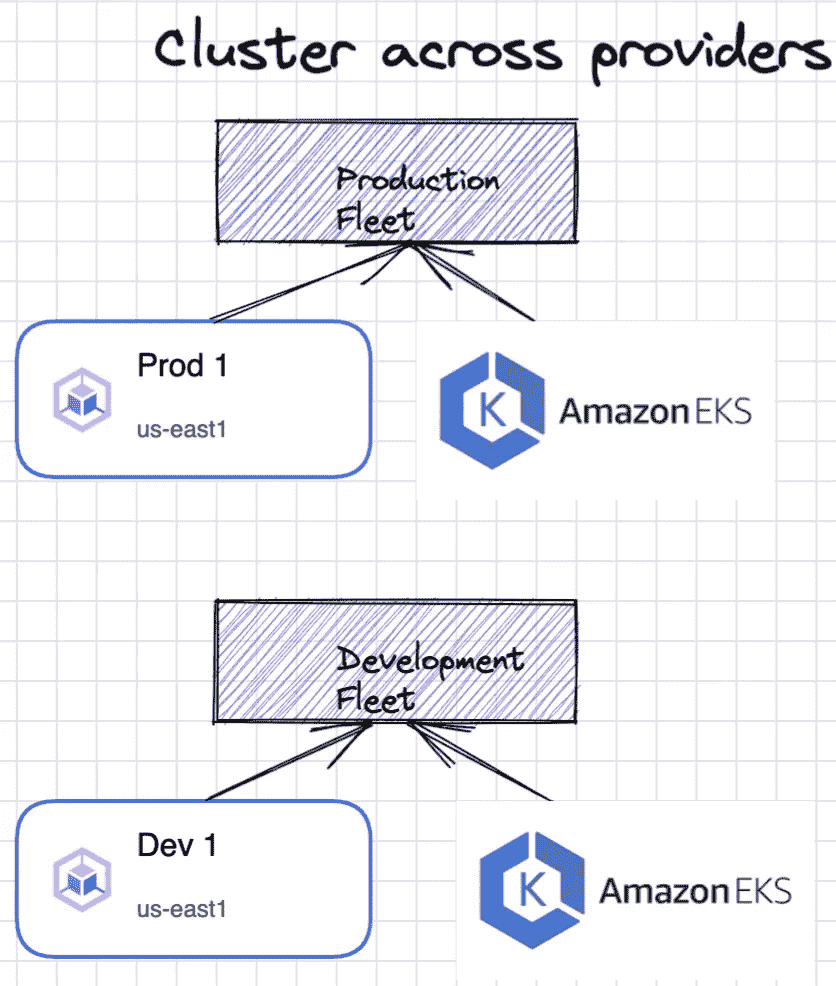 Cluster across providers
Production
Fleet
Prod 1
us-east1
K
Amazon EKS
Development
Fleet
Dev 1
us-east1
K
Amazon EKS